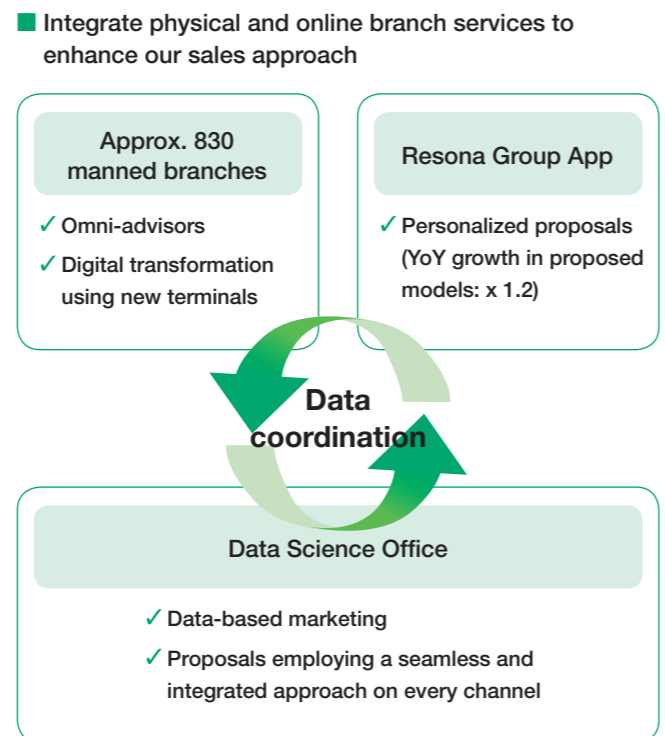 ■ Integrate physical and online branch services to
enhance our sales approach
Approx. 830
manned branches
✓ Omni-advisors
✓ Digital transformation
using new terminals
Resona Group App
✓ Personalized proposals
(YoY growth in proposed
models: x 1.2)
Data
coordination
Data Science Office
✓ Data-based marketing
✓ Proposals employing a seamless and
integrated approach on every channel